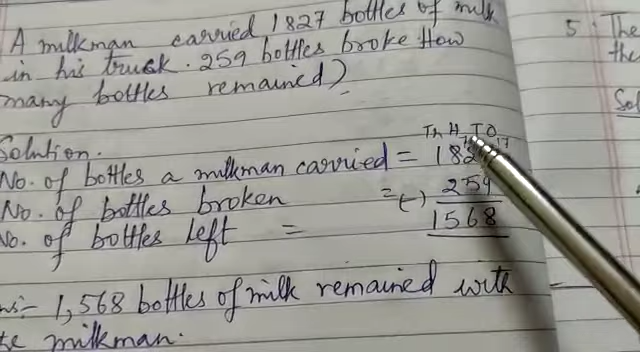 A milkman carried 1827 bottles of milk
in his truck. 259 bottles broke How
many bottles remained)
5. The
the
Solution.
Th H T O
No. of bottles a milkman carried = 182
17
No. of bottles broken = (-) 259
No. of bottles left = 1568
1,568 bottles of milk remained with
milkman.